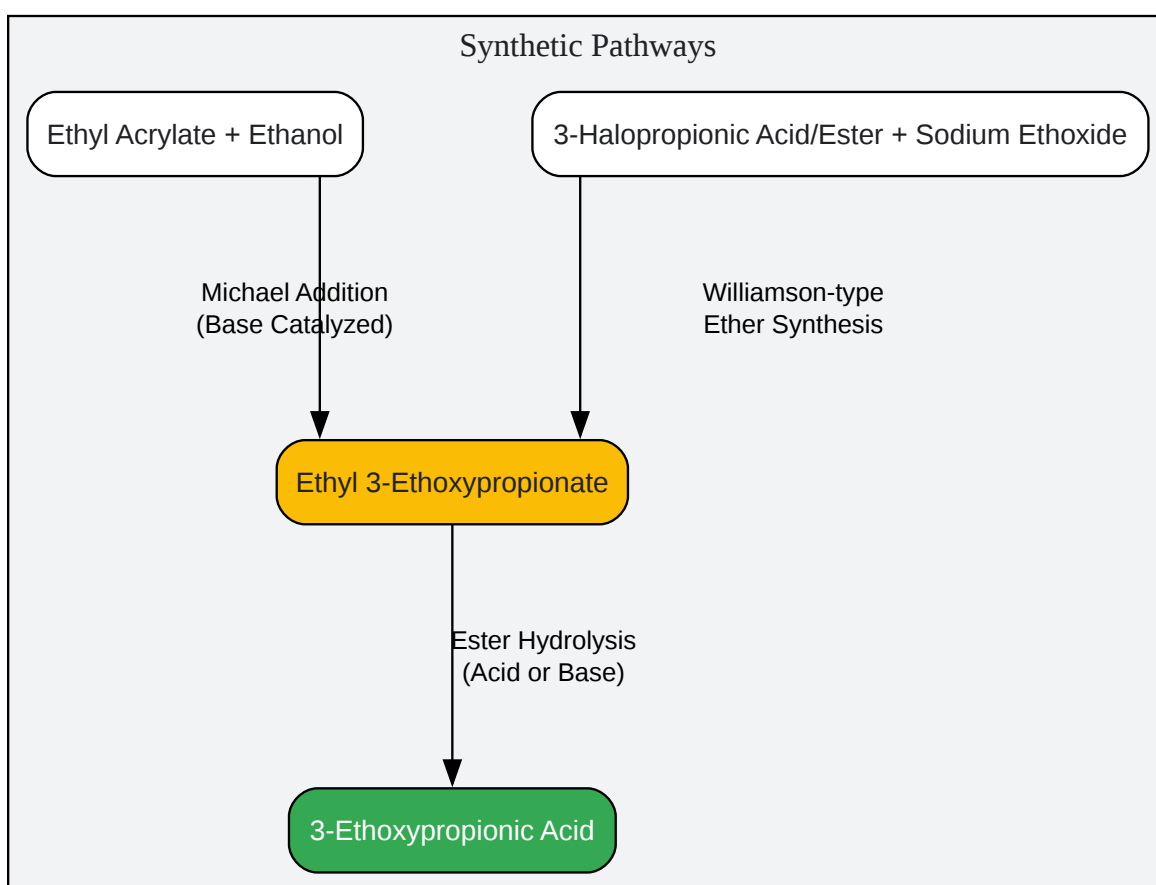 Synthetic Pathways
Ethyl Acrylate + Ethanol
3-Halopropionic Acid/Ester + Sodium Ethoxide
Michael Addition
(Base Catalyzed)
Williamson-type
Ether Synthesis
Ethyl 3-Ethoxypropionate
Ester Hydrolysis
(Acid or Base)
3-Ethoxypropionic Acid